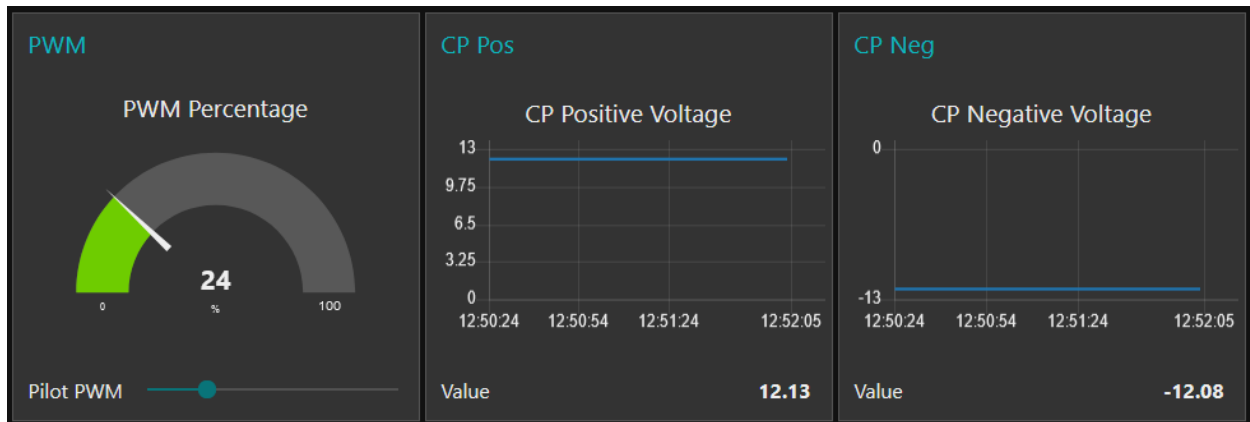 PWM
PWM Percentage
24
%
0
100
Pilot PWM
CP Pos
CP Positive Voltage
13
9.75
6.5
3.25
0
12:50:24 12:50:54 12:51:24 12:52:05
Value 12.13
CP Neg
CP Negative Voltage
0
-13
12:50:24 12:50:54 12:51:24 12:52:05
Value -12.08